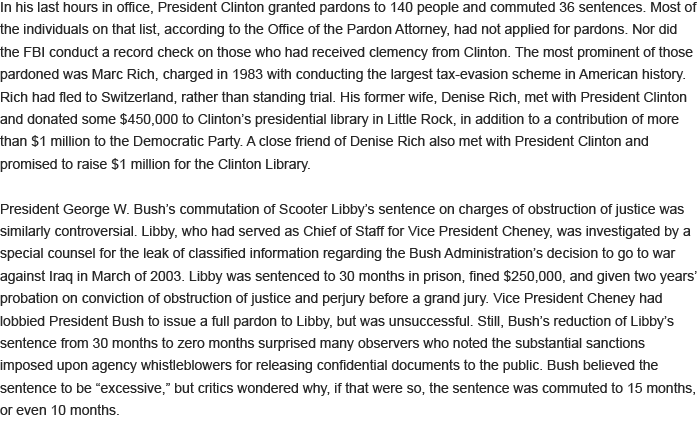 In his last hours in office, President Clinton granted pardons to 140 people and commuted 36 sentences. Most of
the individuals on that list, according to the Office of the Pardon Attorney, had not applied for pardons. Nor did
the FBI conduct a record check on those who had received clemency from Clinton. The most prominent of those
pardoned was Marc Rich, charged in 1983 with conducting the largest tax-evasion scheme in American history.
Rich had fled to Switzerland, rather than standing trial. His former wife, Denise Rich, met with President Clinton
and donated some $450,000 to Clinton’s presidential library in Little Rock, in addition to a contribution of more
than $1 million to the Democratic Party. A close friend of Denise Rich also met with President Clinton and
promised to raise $1 million for the Clinton Library.

President George W. Bush’s commutation of Scooter Libby’s sentence on charges of obstruction of justice was
similarly controversial. Libby, who had served as Chief of Staff for Vice President Cheney, was investigated by a
special counsel for the leak of classified information regarding the Bush Administration’s decision to go to war
against Iraq in March of 2003. Libby was sentenced to 30 months in prison, fined $250,000, and given two years’
probation on conviction of obstruction of justice and perjury before a grand jury. Vice President Cheney had
lobbied President Bush to issue a full pardon to Libby, but was unsuccessful. Still, Bush’s reduction of Libby’s
sentence from 30 months to zero months surprised many observers who noted the substantial sanctions
imposed upon agency whistleblowers for releasing confidential documents to the public. Bush believed the
sentence to be “excessive,” but critics wondered why, if that were so, the sentence was commuted to 15 months,
or even 10 months.